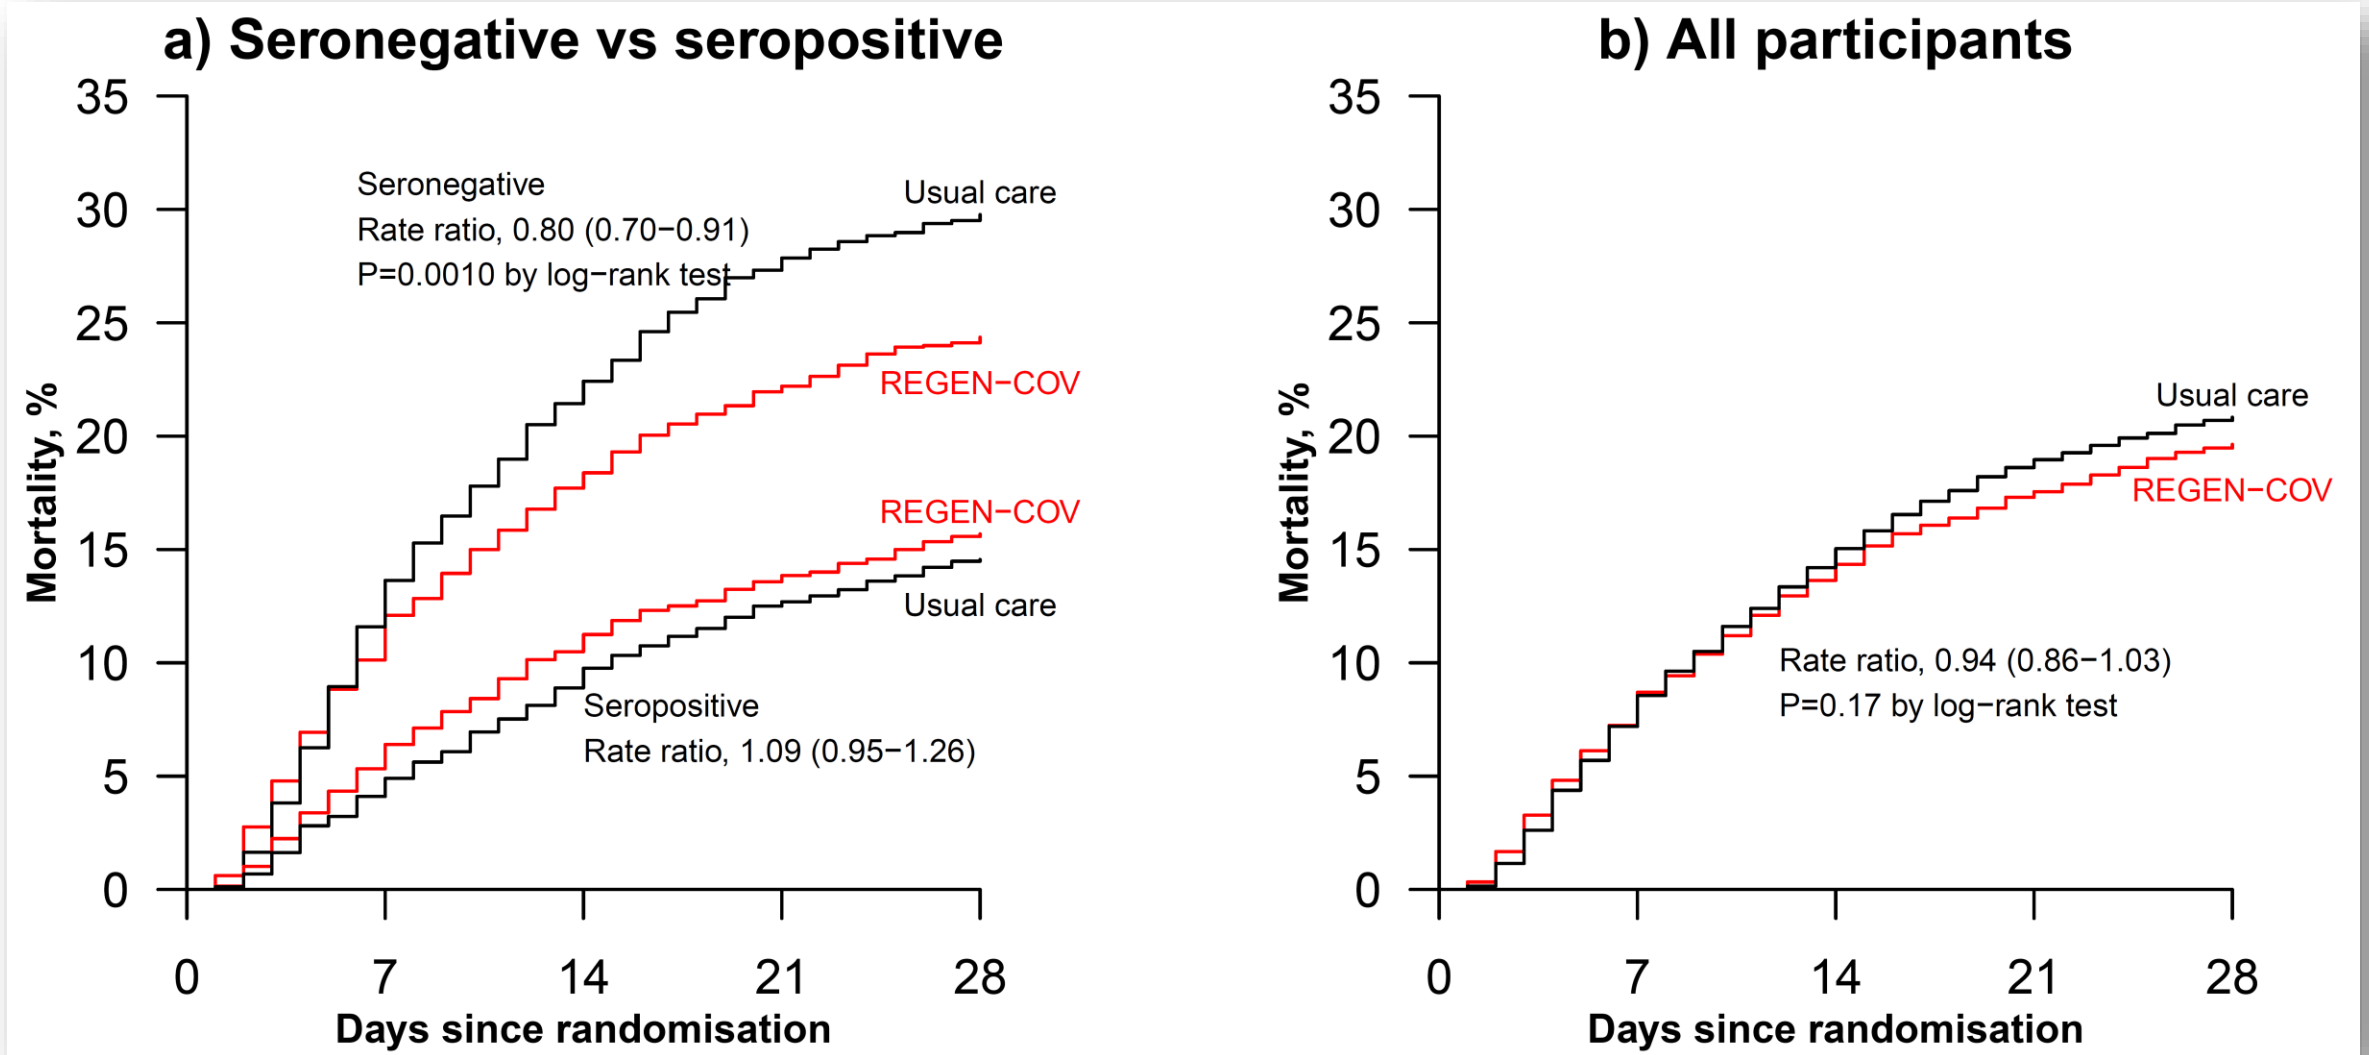 a) Seronegative vs seropositive
35
30
25
20
15
10
5
0
Mortality, %
Seronegative
Rate ratio, 0.80 (0.70−0.91)
P=0.0010 by log−rank test
Usual care
REGEN−COV
REGEN−COV
Usual care
Seropositive
Rate ratio, 1.09 (0.95−1.26)
0 7 14 21 28
Days since randomisation
b) All participants
35
30
25
20
15
10
5
0
Mortality, %
Usual care
REGEN−COV
Rate ratio, 0.94 (0.86−1.03)
P=0.17 by log−rank test
0 7 14 21 28
Days since randomisation